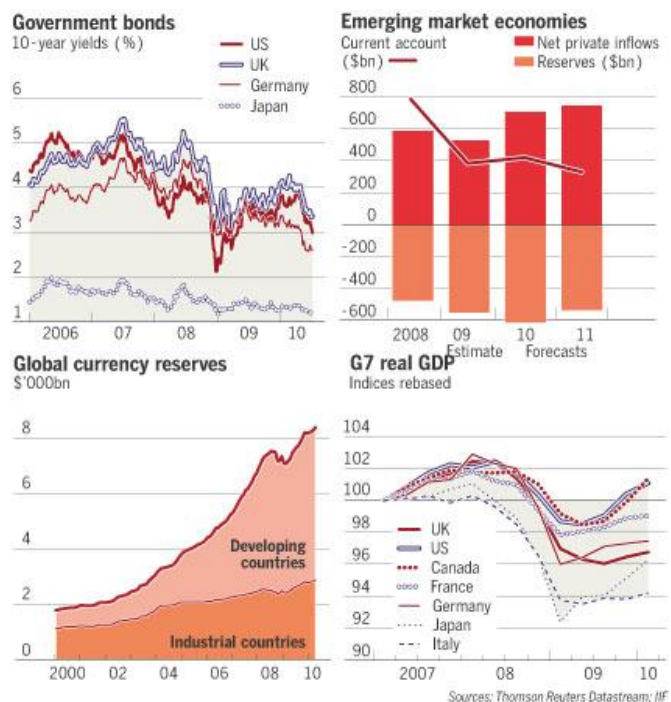 Government bonds
10-year yields (%)
US
UK
Germany
Japan
6
5
4
3
2
1
2006 07 08 09 10
Emerging market economies
Current account
($bn)
Net private inflows
Reserves ($bn)
800
600
400
200
0
-200
-400
-600
2008 09 10 11
Estimate Forecasts
Global currency reserves
$'000bn
8
6
4
2
0
Developing
countries
Industrial countries
2000 02 04 06 08 10
G7 real GDP
Indices rebased
104
102
100
98
96
94
92
90
UK
US
Canada
France
Germany
Japan
Italy
2007 08 09 10
Sources: Thomson Reuters Datastream; IIF